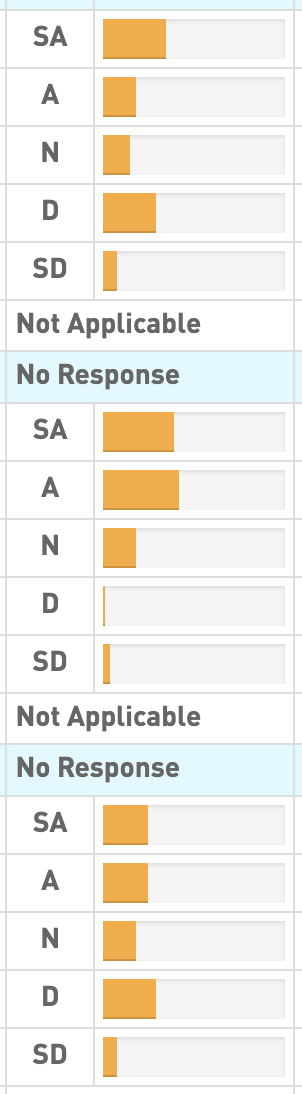 SA
A
N
D
SD
Not Applicable
No Response
SA
A
N
D
SD
Not Applicable
No Response
SA
A
N
D
SD